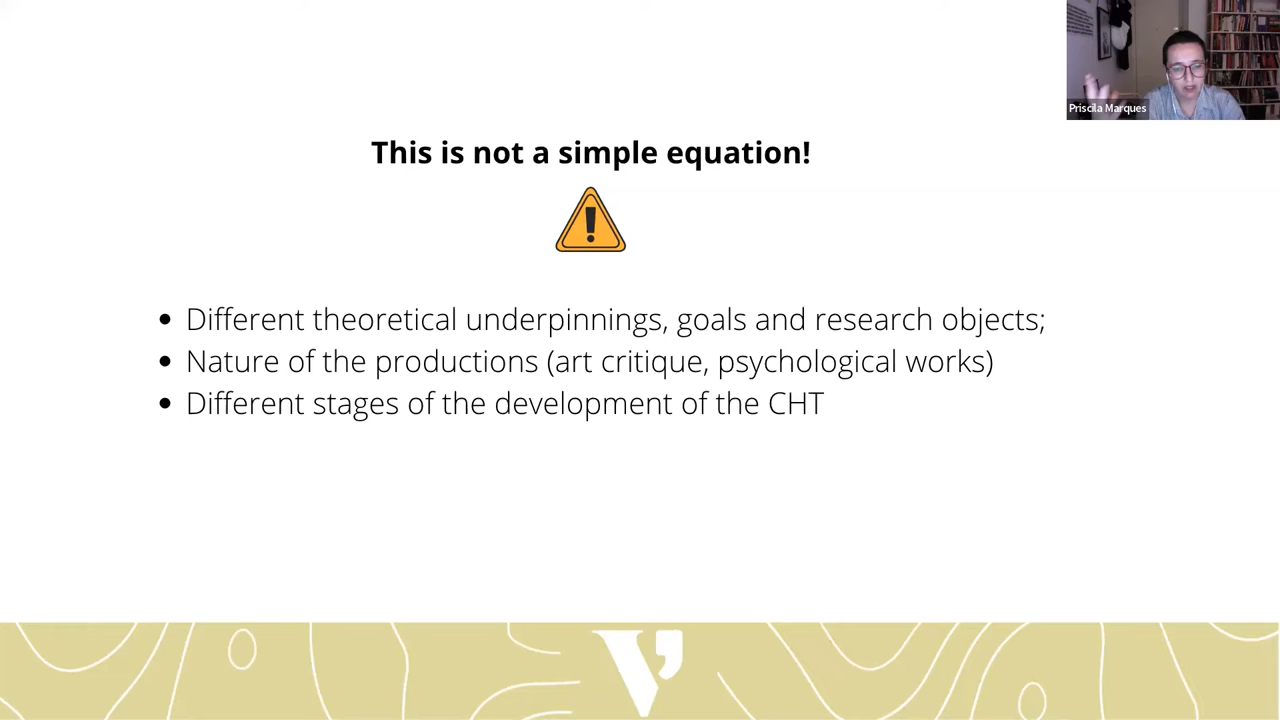 Priscila Marques
This is not a simple equation!
• Different theoretical underpinnings, goals and research objects;
• Nature of the productions (art critique, psychological works)
• Different stages of the development of the CHT
V'